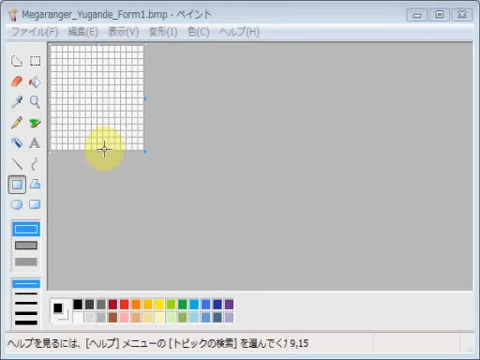 Megaranger_Yugande_Form1.bmp - ペイント
ファイル(F) 編集(E) 表示(V) 変形(I) 色(C) ヘルプ(H)
A
ヘルプを見るには、[ヘルプ] メニューの [トピックの検索] を選んでく 9,15